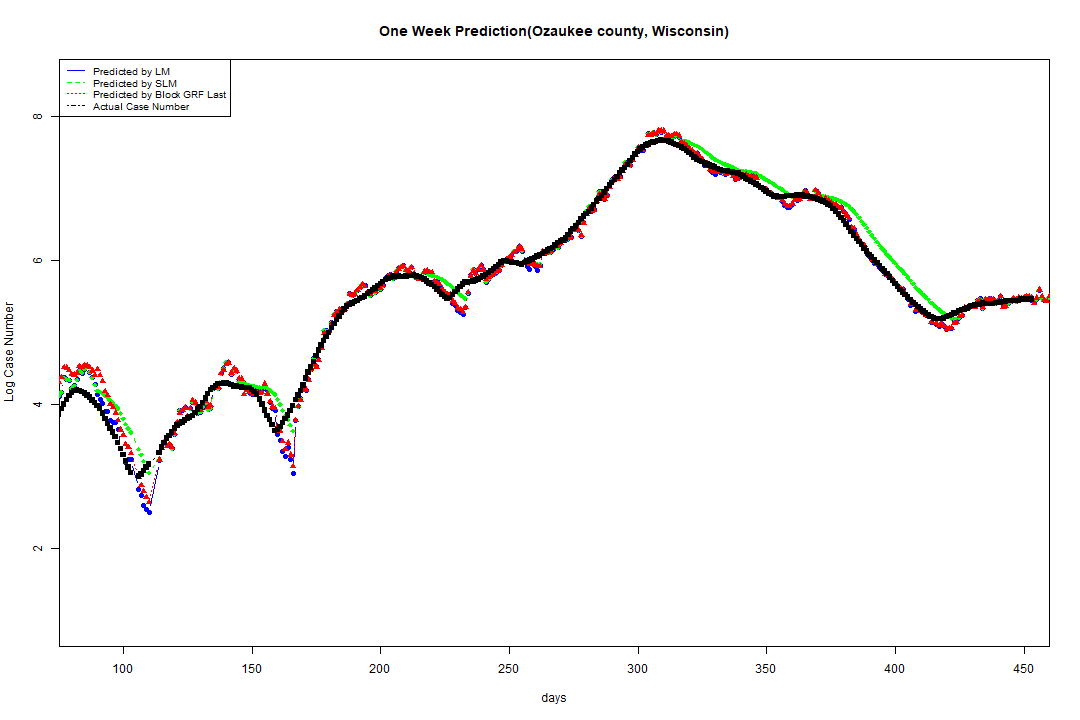 One Week Prediction(Ozaukee county, Wisconsin)
Predicted by LM
Predicted by SLM
Predicted by Block GRF Last
Actual Case Number
Log Case Number
8
6
4
2
100 150 200 250 300 350 400 450
days